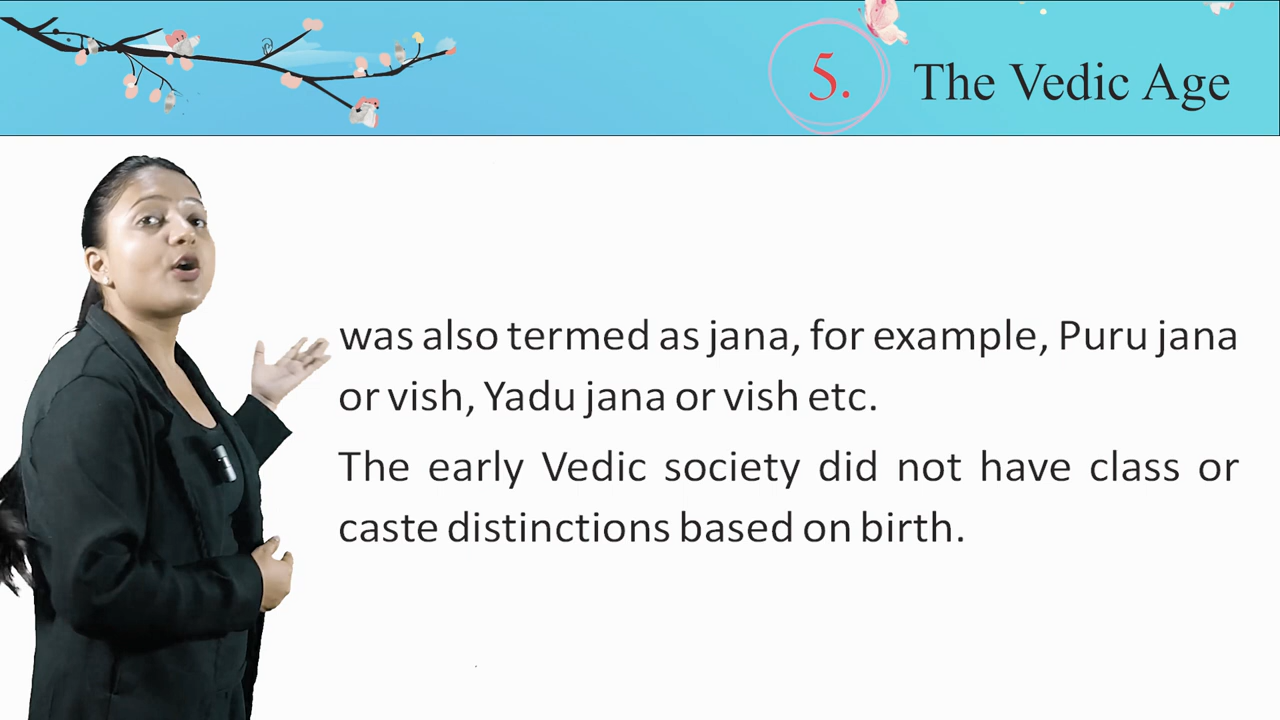 5. The Vedic Age
was also termed as jana, for example, Puru jana
or vish, Yadu jana or vish etc.
The early Vedic society did not have class or
caste distinctions based on birth.